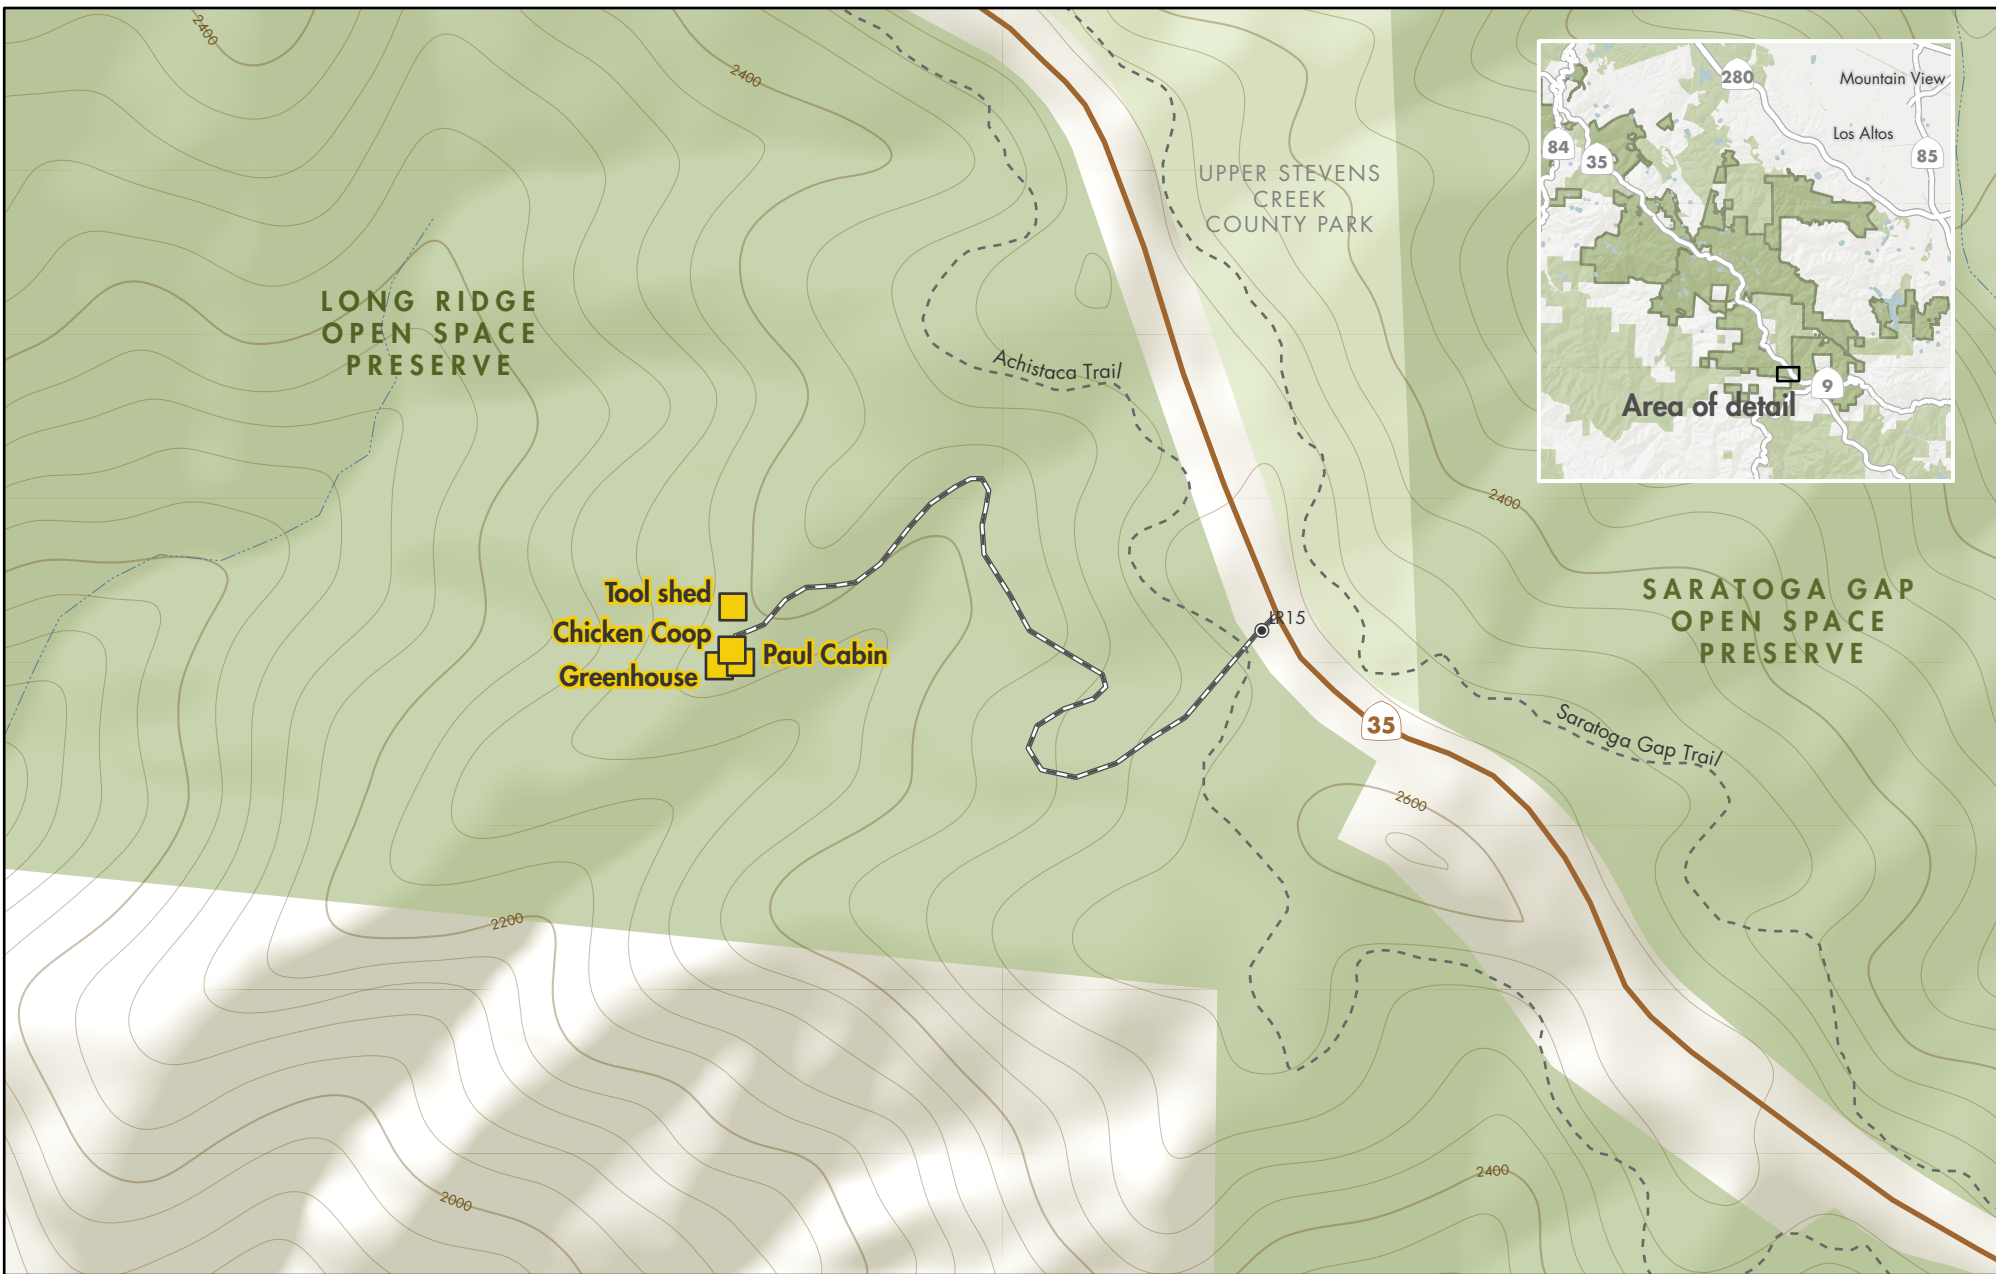 2400
2400
280
Mountain View
Los Altos
84
35
85
UPPER STEVENS
CREEK
COUNTY PARK
LONG RIDGE
OPEN SPACE
PRESERVE
Achistaca Trail
9
Area of detail
2400
Tool shed
Chicken Coop
Paul Cabin
Greenhouse
LR15
SARATOGA GAP
OPEN SPACE
PRESERVE
35
Saratoga Gap Trail
2600
2200
2400
2000